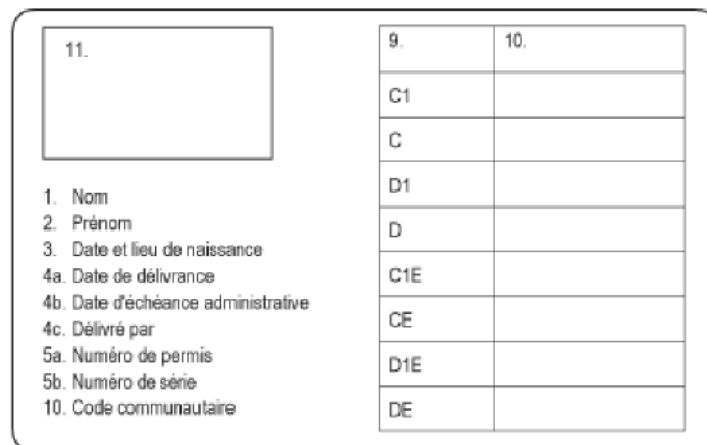 11.
1. Nom
2. Prénom
3. Date et lieu de naissance
4a. Date de délivrance
4b. Date d'échéance administrative
4c. Délivré par
5a. Numéro de permis
5b. Numéro de série
10. Code communautaire
9. 10.
C1
C
D1
D
C1E
CE
D1E
DE